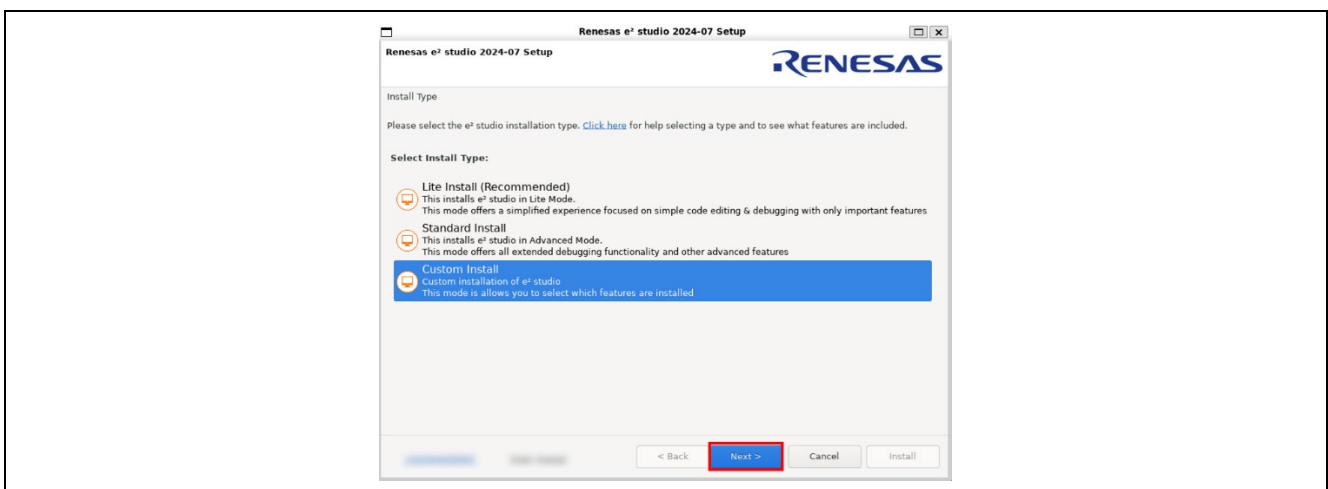 Renesas e² studio 2024-07 Setup
Renesas e² studio 2024-07 Setup
RENESAS
Install Type
Please select the e² studio installation type. Click here for help selecting a type and to see what features are included.
Select Install Type:
Lite Install (Recommended)
This installs e² studio in Lite Mode.
This mode offers a simplified experience focused on simple code editing & debugging with only important features
Standard Install
This installs e² studio in Advanced Mode.
This mode offers all extended debugging functionality and other advanced features
Custom Install
Custom installation of e² studio
This mode is allows you to select which features are installed
< Back Next > Cancel Install